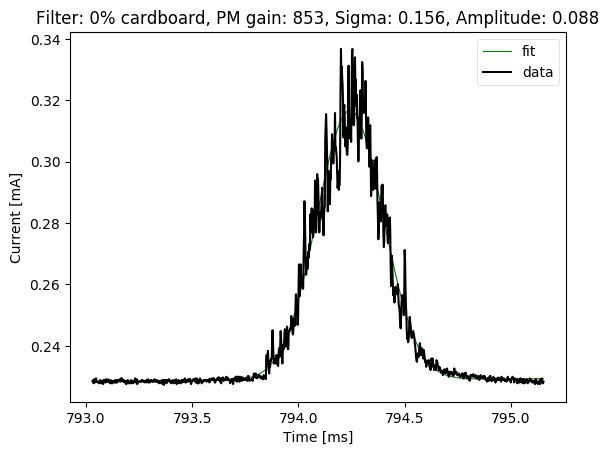 Filter: 0% cardboard, PM gain: 853, Sigma: 0.156, Amplitude: 0.088
fit
data
0.34
0.32
0.30
0.28
0.26
0.24
Current [mA]
793.0 793.5 794.0 794.5 795.0
Time [ms]